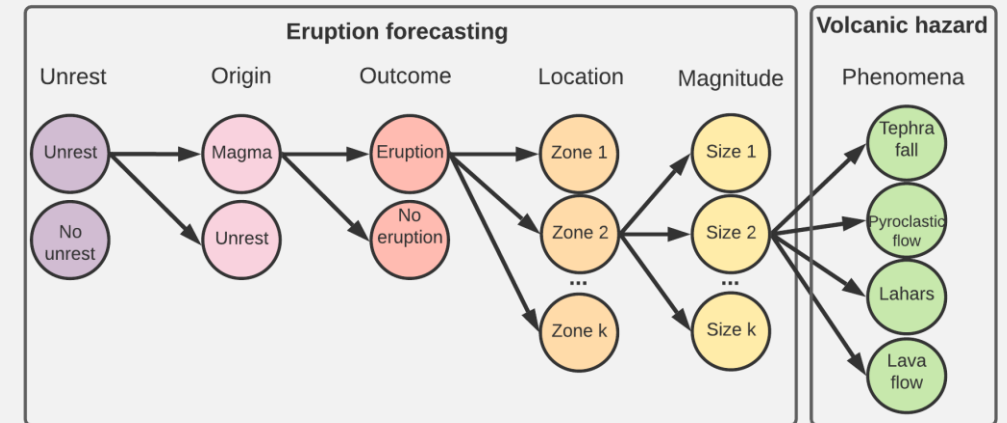 Eruption forecasting
Volcanic hazard
Unrest
Origin
Outcome
Location
Magnitude
Phenomena
Unrest
No
unrest
Magma
Unrest
Eruption
No
eruption
Zone 1
Zone 2
...
Zone k
Size 1
Size 2
...
Size k
Tephra
fall
Pyroclastic
flow
Lahars
Lava
flow